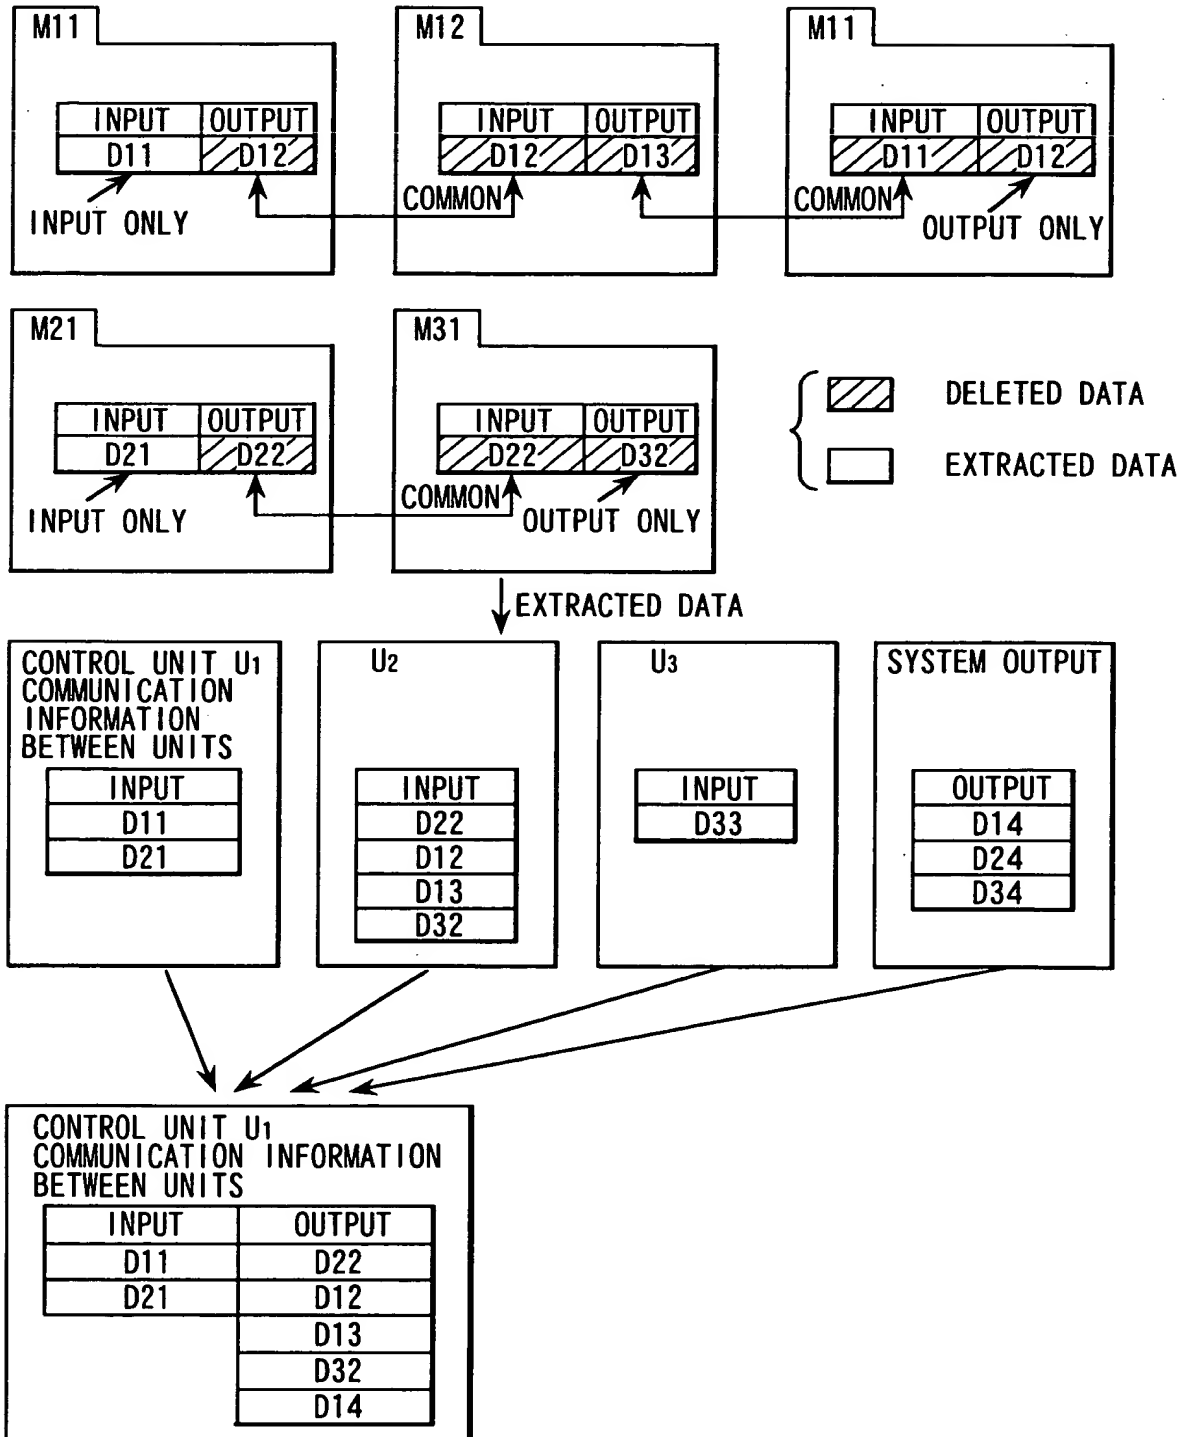 M11
INPUT OUTPUT
D11 D12
INPUT ONLY
M12
INPUT OUTPUT
D12 D13
COMMON
M11
INPUT OUTPUT
D11 D12
COMMON
OUTPUT ONLY
M21
INPUT OUTPUT
D21 D22
INPUT ONLY
M31
INPUT OUTPUT
D22 D32
COMMON
OUTPUT ONLY
DELETED DATA
EXTRACTED DATA
EXTRACTED DATA
CONTROL UNIT U1
COMMUNICATION
INFORMATION
BETWEEN UNITS
INPUT
D11
D21
U2
INPUT
D22
D12
D13
D32
U3
INPUT
D33
SYSTEM OUTPUT
OUTPUT
D14
D24
D34
CONTROL UNIT U1
COMMUNICATION INFORMATION
BETWEEN UNITS
INPUT OUTPUT
D11 D22
D21 D12
D13
D32
D14